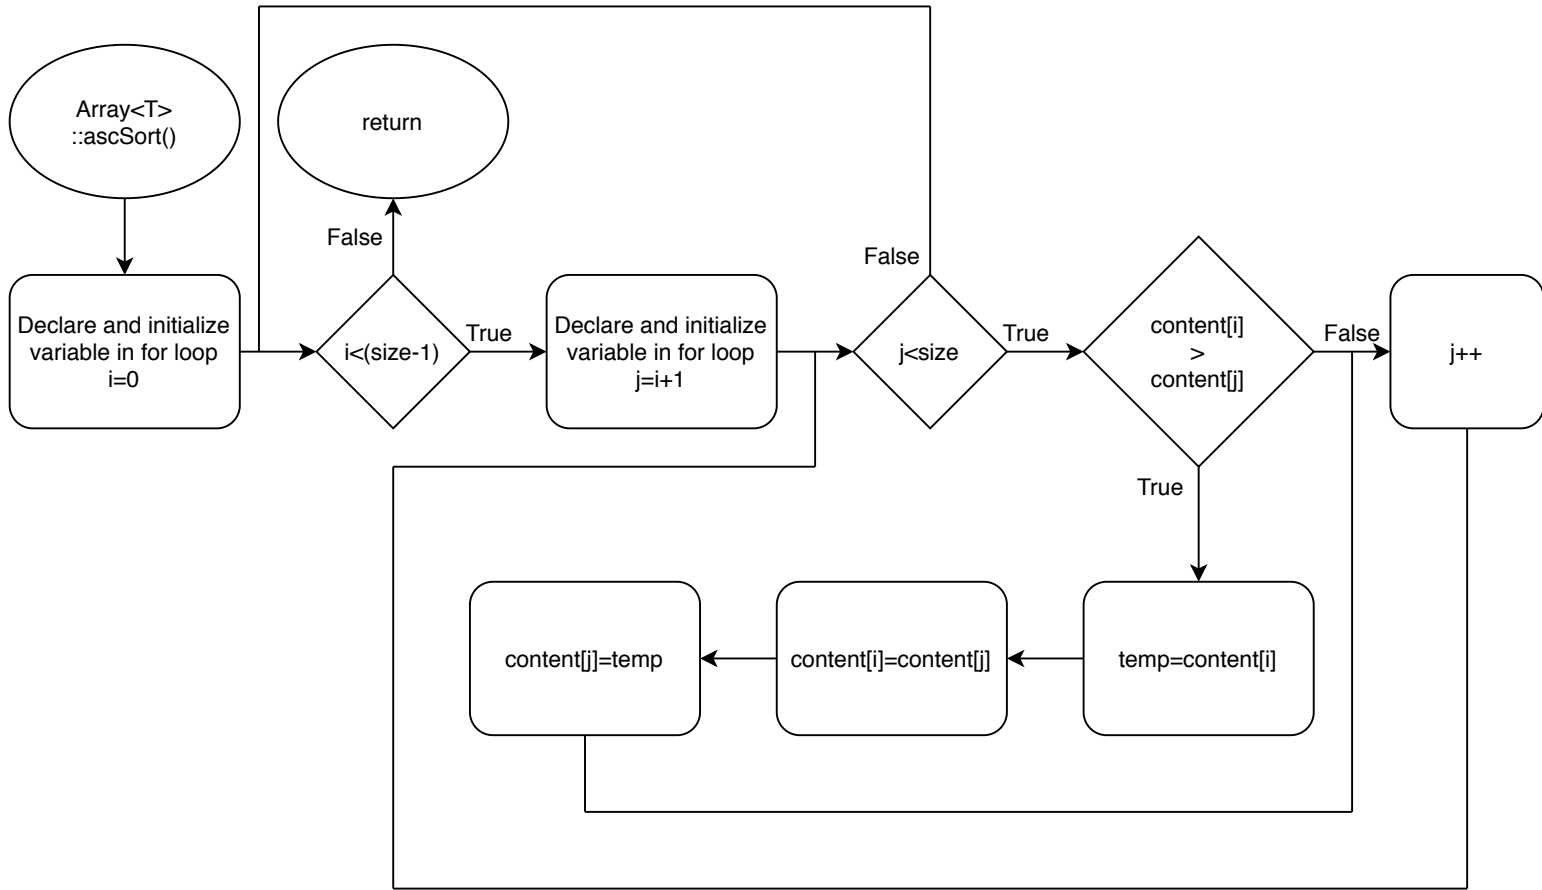 Array<T>
::ascSort()
return
False
Declare and initialize
variable in for loop
i=0
i<(size-1)
True
Declare and initialize
variable in for loop
j=i+1
False
j<size
True
content[i]
>
content[j]
False
j++
True
content[j]=temp
content[i]=content[j]
temp=content[i]